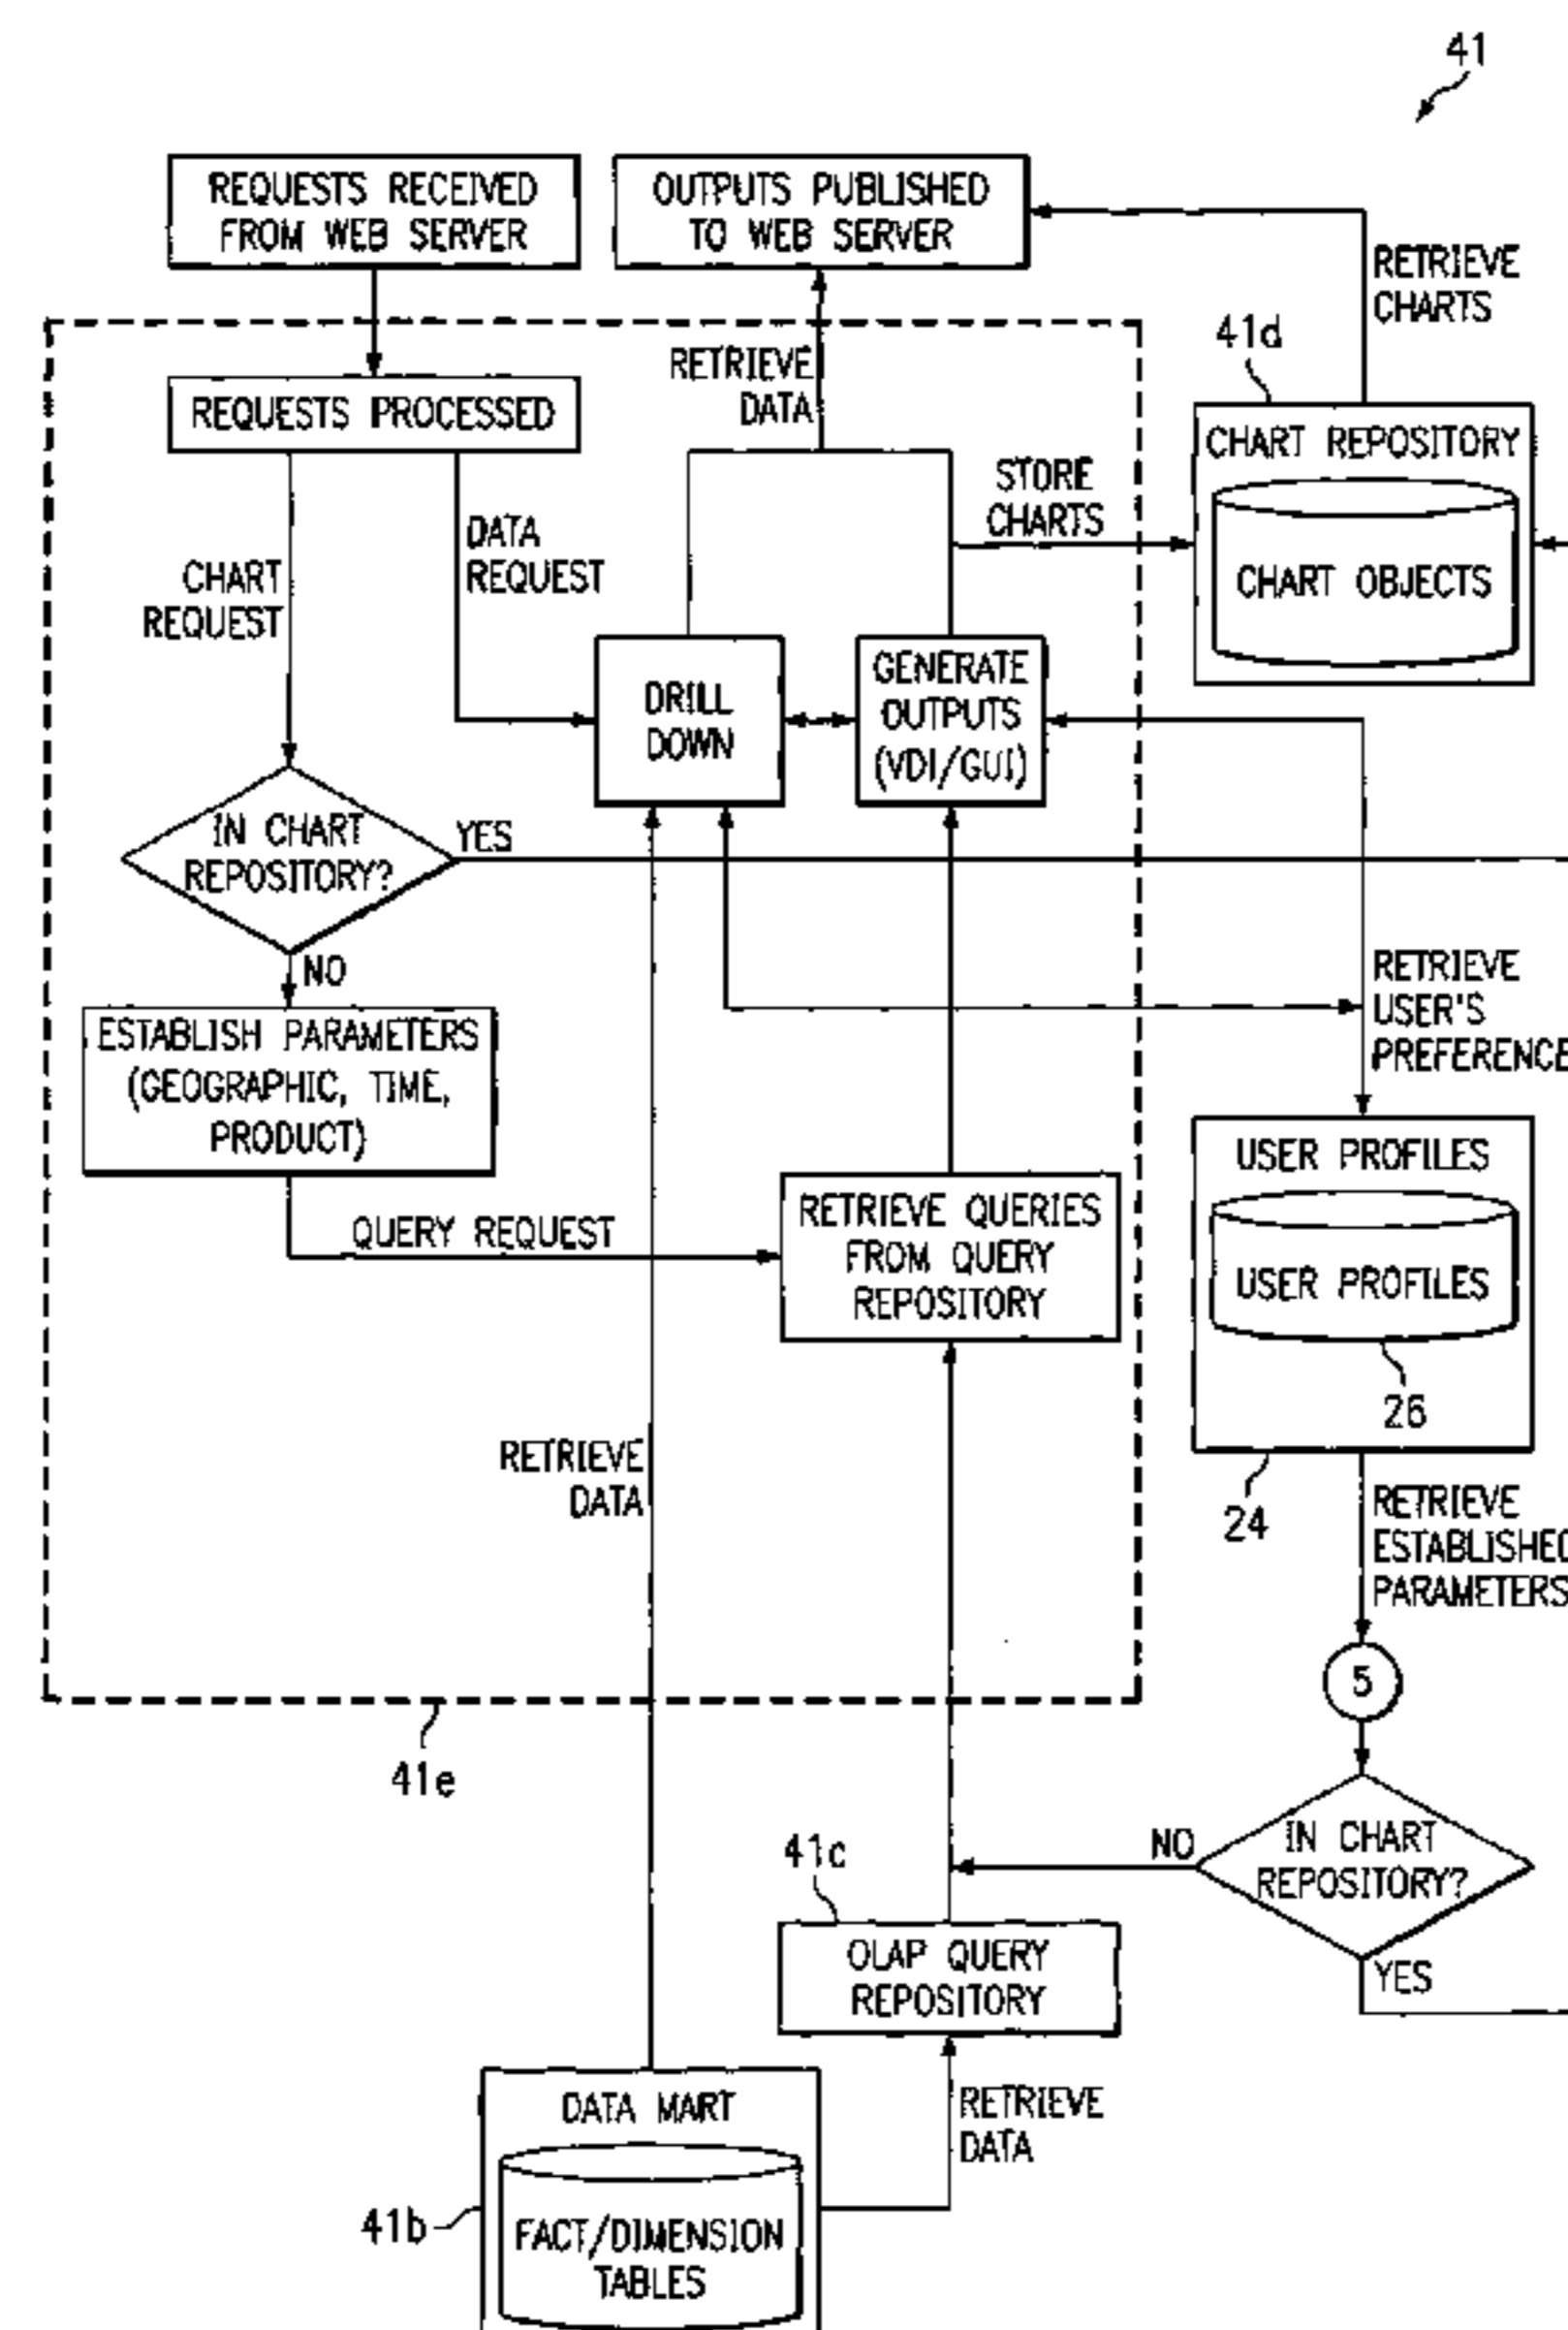 41
REQUESTS RECEIVED
FROM WEB SERVER
OUTPUTS PUBLISHED
TO WEB SERVER
RETRIEVE
CHARTS
41d
RETRIEVE
DATA
REQUESTS PROCESSED
CHART REPOSITORY
STORE
CHARTS
CHART OBJECTS
DATA
REQUEST
CHART
REQUEST
DRILL
DOWN
GENERATE
OUTPUTS
(VDI/GUI)
IN CHART
REPOSITORY?
YES
NO
RETRIEVE
USER'S
PREFERENCE
ESTABLISH PARAMETERS
(GEOGRAPHIC, TIME,
PRODUCT)
USER PROFILES
USER PROFILES
26
24
QUERY REQUEST
RETRIEVE QUERIES
FROM QUERY
REPOSITORY
RETRIEVE
DATA
RETRIEVE
ESTABLISHED
PARAMETERS
5
41e
IN CHART
REPOSITORY?
NO
YES
41c
OLAP QUERY
REPOSITORY
RETRIEVE
DATA
DATA MART
41b
FACT/DIMENSION
TABLES